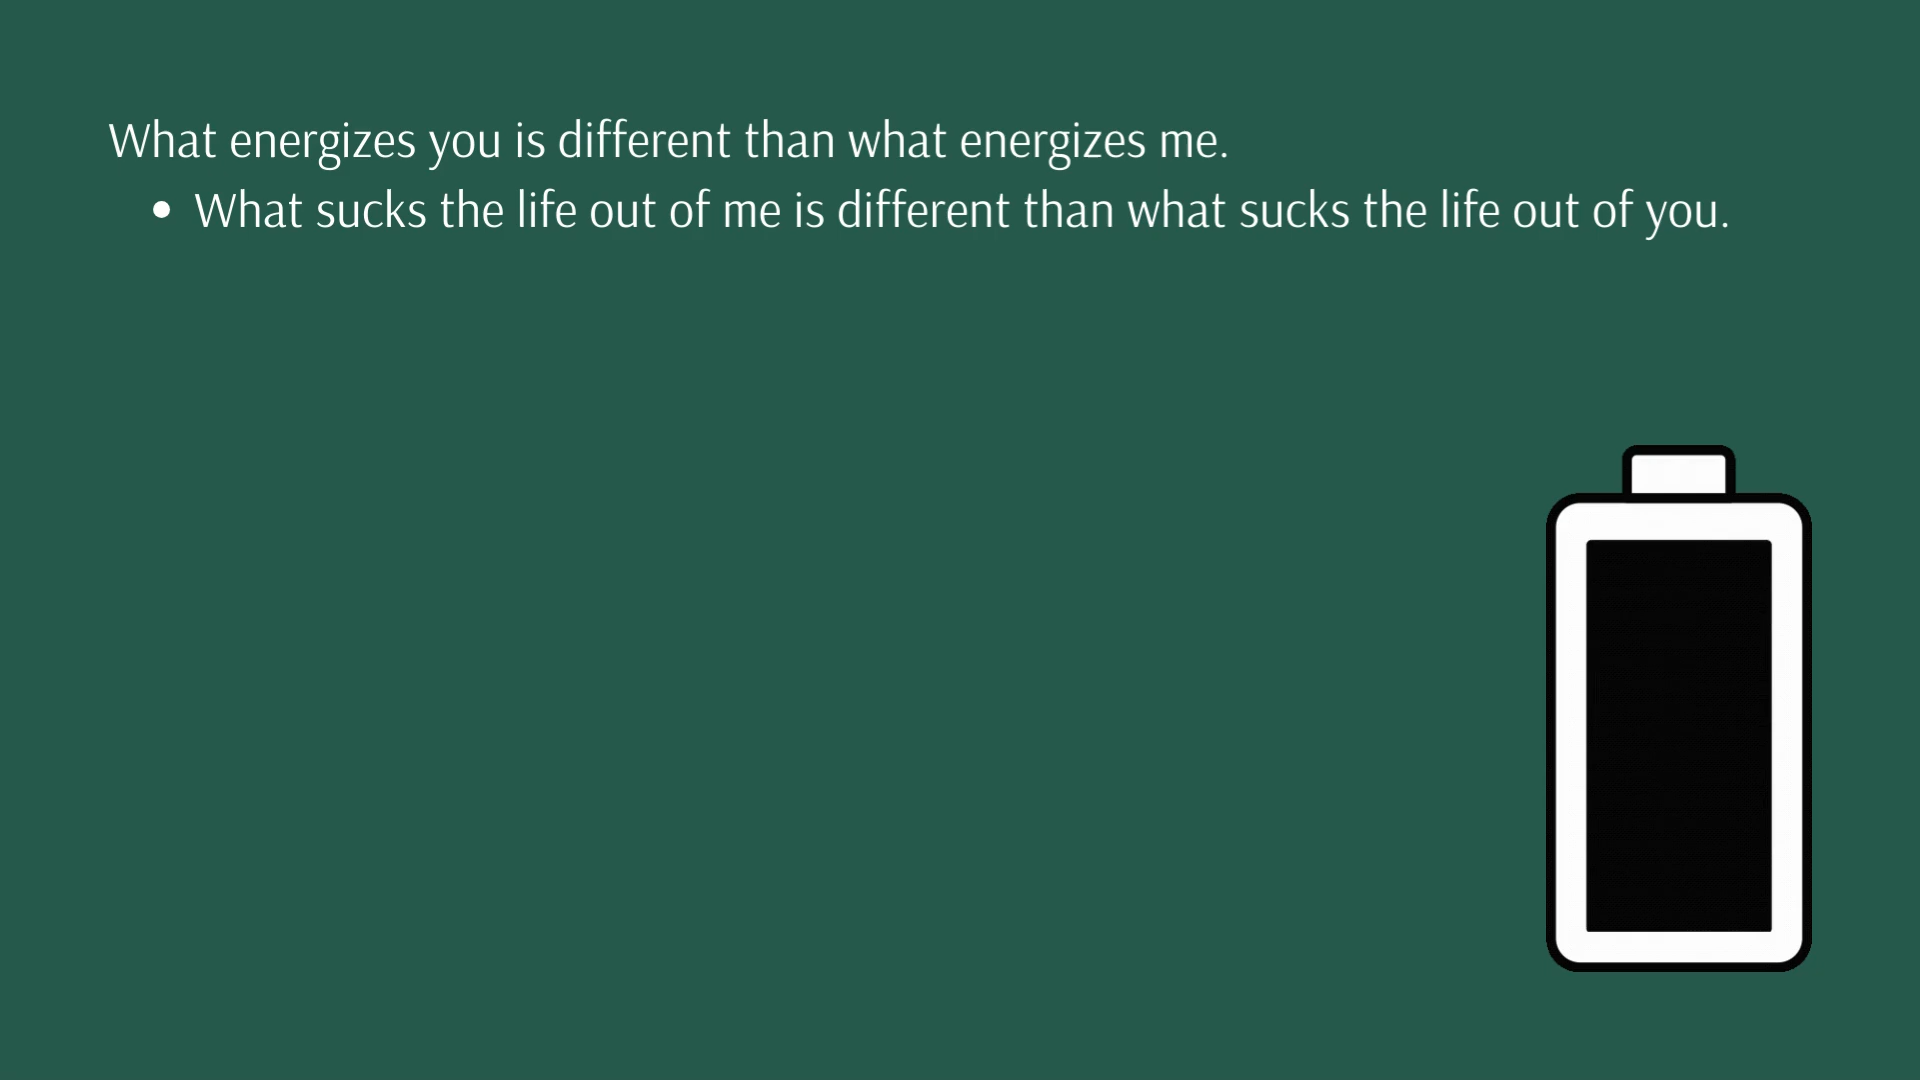 What energizes you is different than what energizes me.
• What sucks the life out of me is different than what sucks the life out of you.